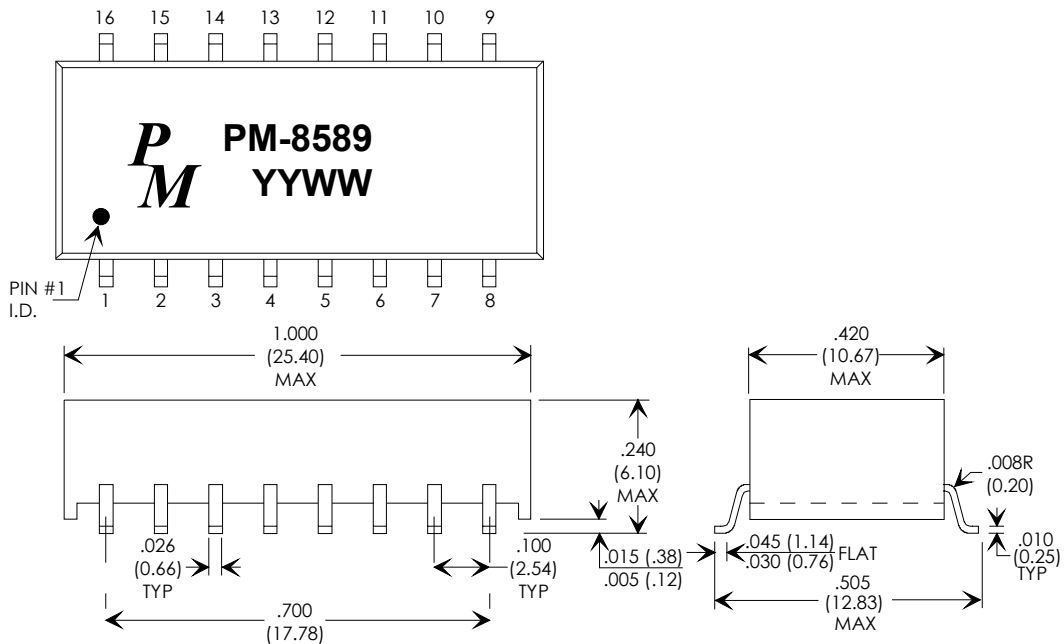 16 15 14 13 12 11 10 9
P
M
PM-8589
YYWW
PIN #1
I.D.
1 2 3 4 5 6 7 8
1.000
(25.40)
MAX
.420
(10.67)
MAX
.240
(6.10)
MAX
.008R
(0.20)
.026
(0.66)
TYP
.100
(2.54)
TYP
.015 (.38)
.005 (.12)
.045 (1.14)
.030 (0.76)
FLAT
.010
(0.25)
TYP
.700
(17.78)
.505
(12.83)
MAX